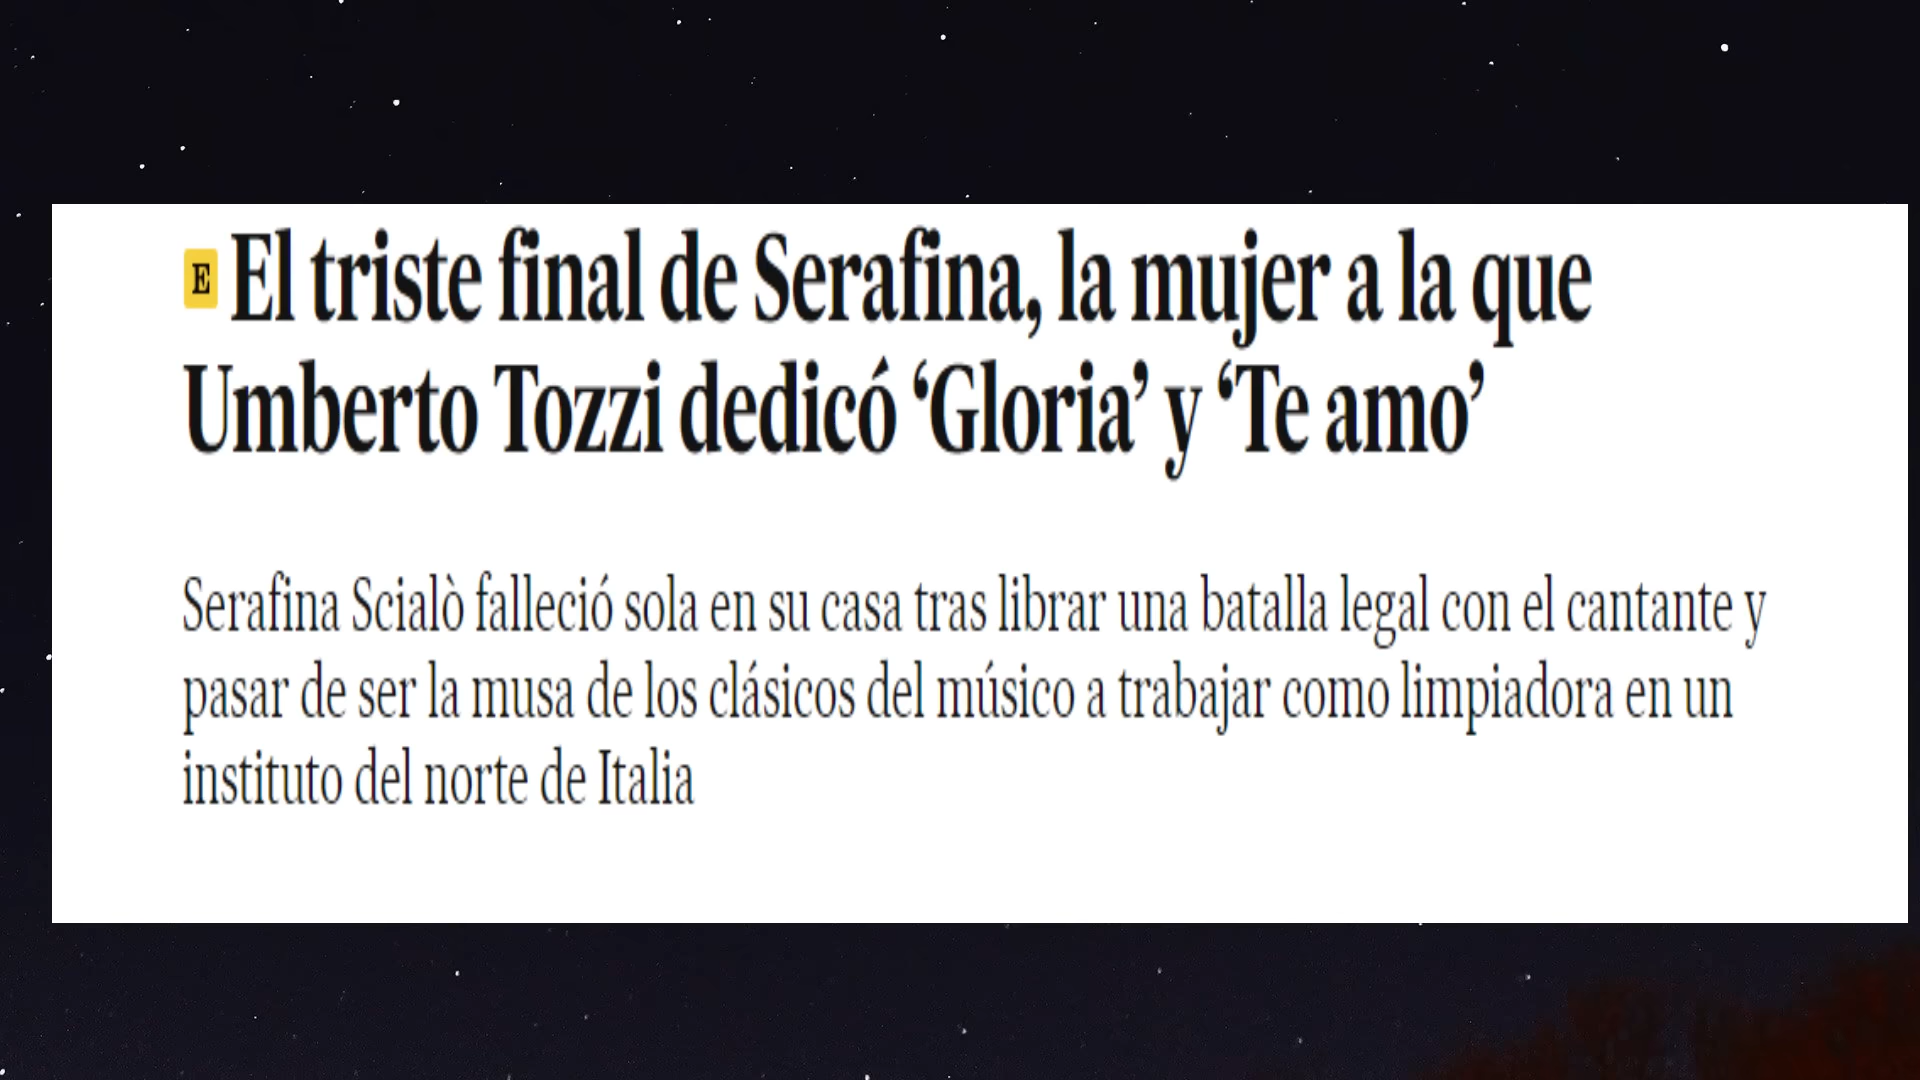 E El triste final de Serafina, la mujer a la que
Umberto Tozzi dedicó ‘Gloria’ y ‘Te amo’
Serafina Scialò falleció sola en su casa tras librar una batalla legal con el cantante y
pasar de ser la musa de los clásicos del músico a trabajar como limpiadora en un
instituto del norte de Italia